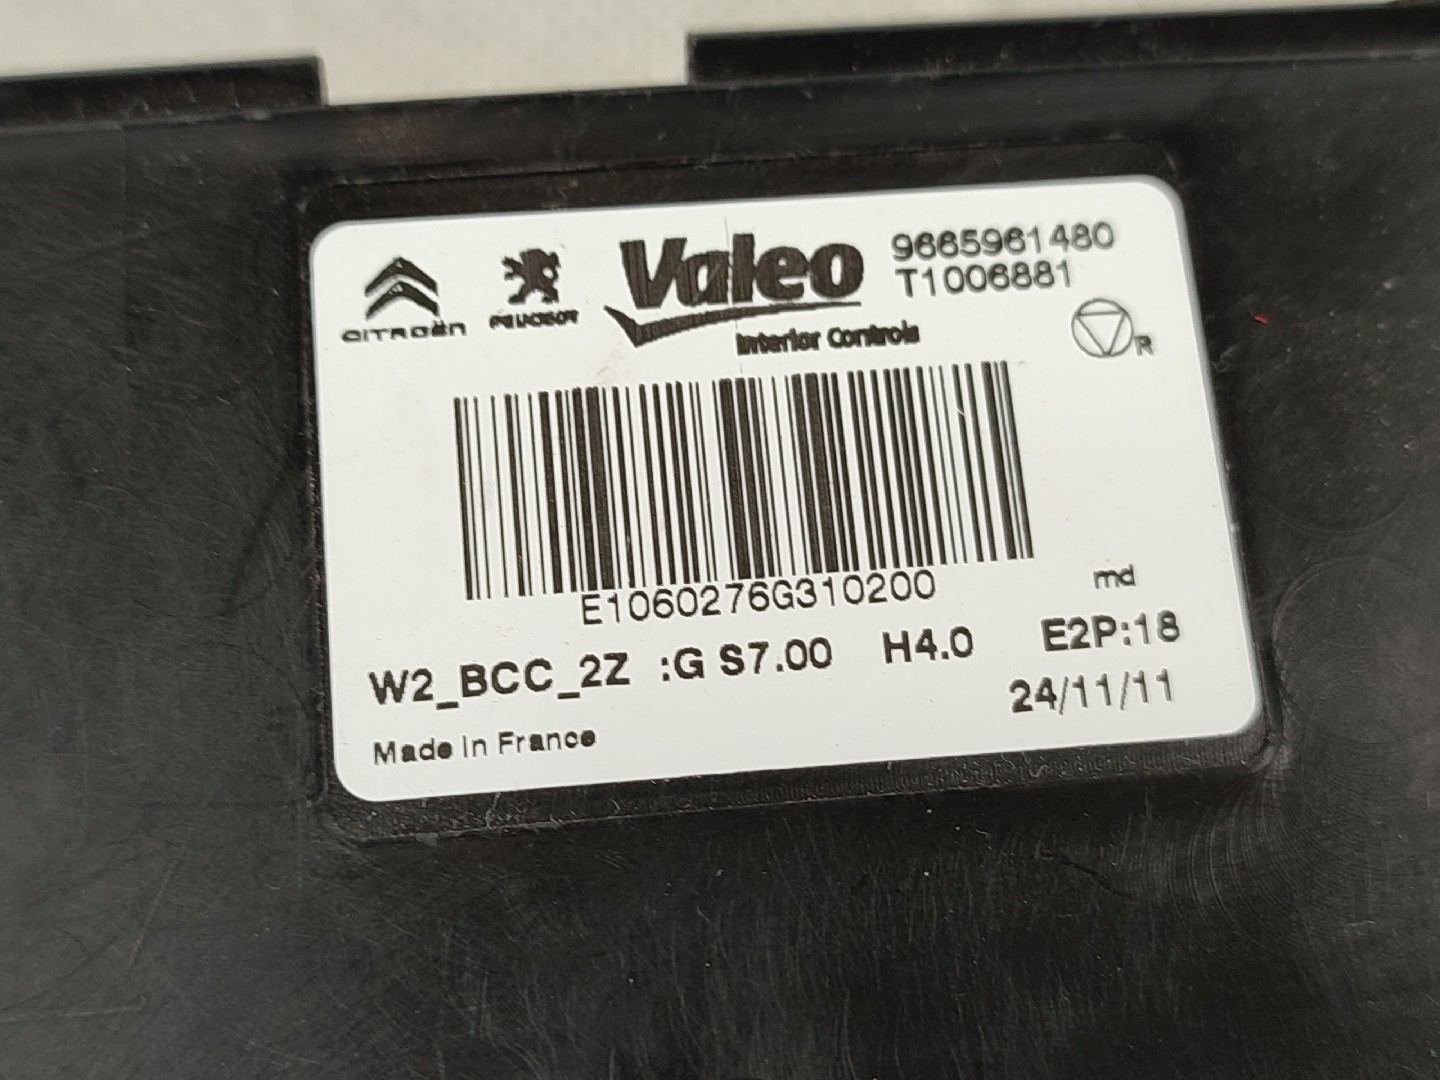 CITROËN
PEUGEOT
Valeo
Interior Controls
9665961480
T1006881
R
E1060276G310200
md
W2_BCC_2Z :G S7.00 H4.0 E2P:18
24/11/11
Made in France